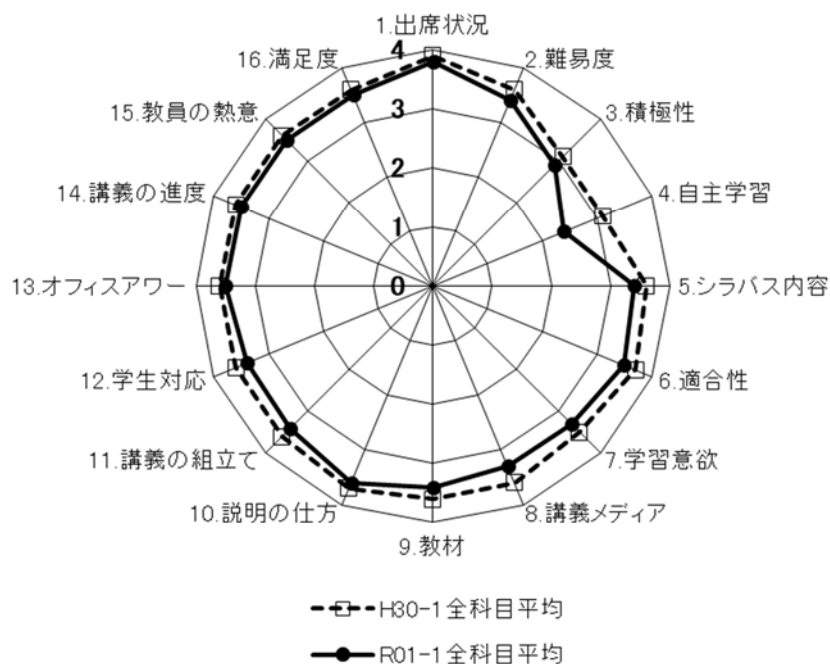 1.出席状況
2.難易度
3.積極性
4.自主学習
5.シラバス内容
6.適合性
7.学習意欲
8.講義メディア
9.教材
10.説明の仕方
11.講義の組立て
12.学生対応
13.オフィスアワー
14.講義の進度
15.教員の熱意
16.満足度
4
3
2
1
0
H30-1全科目平均
R01-1全科目平均